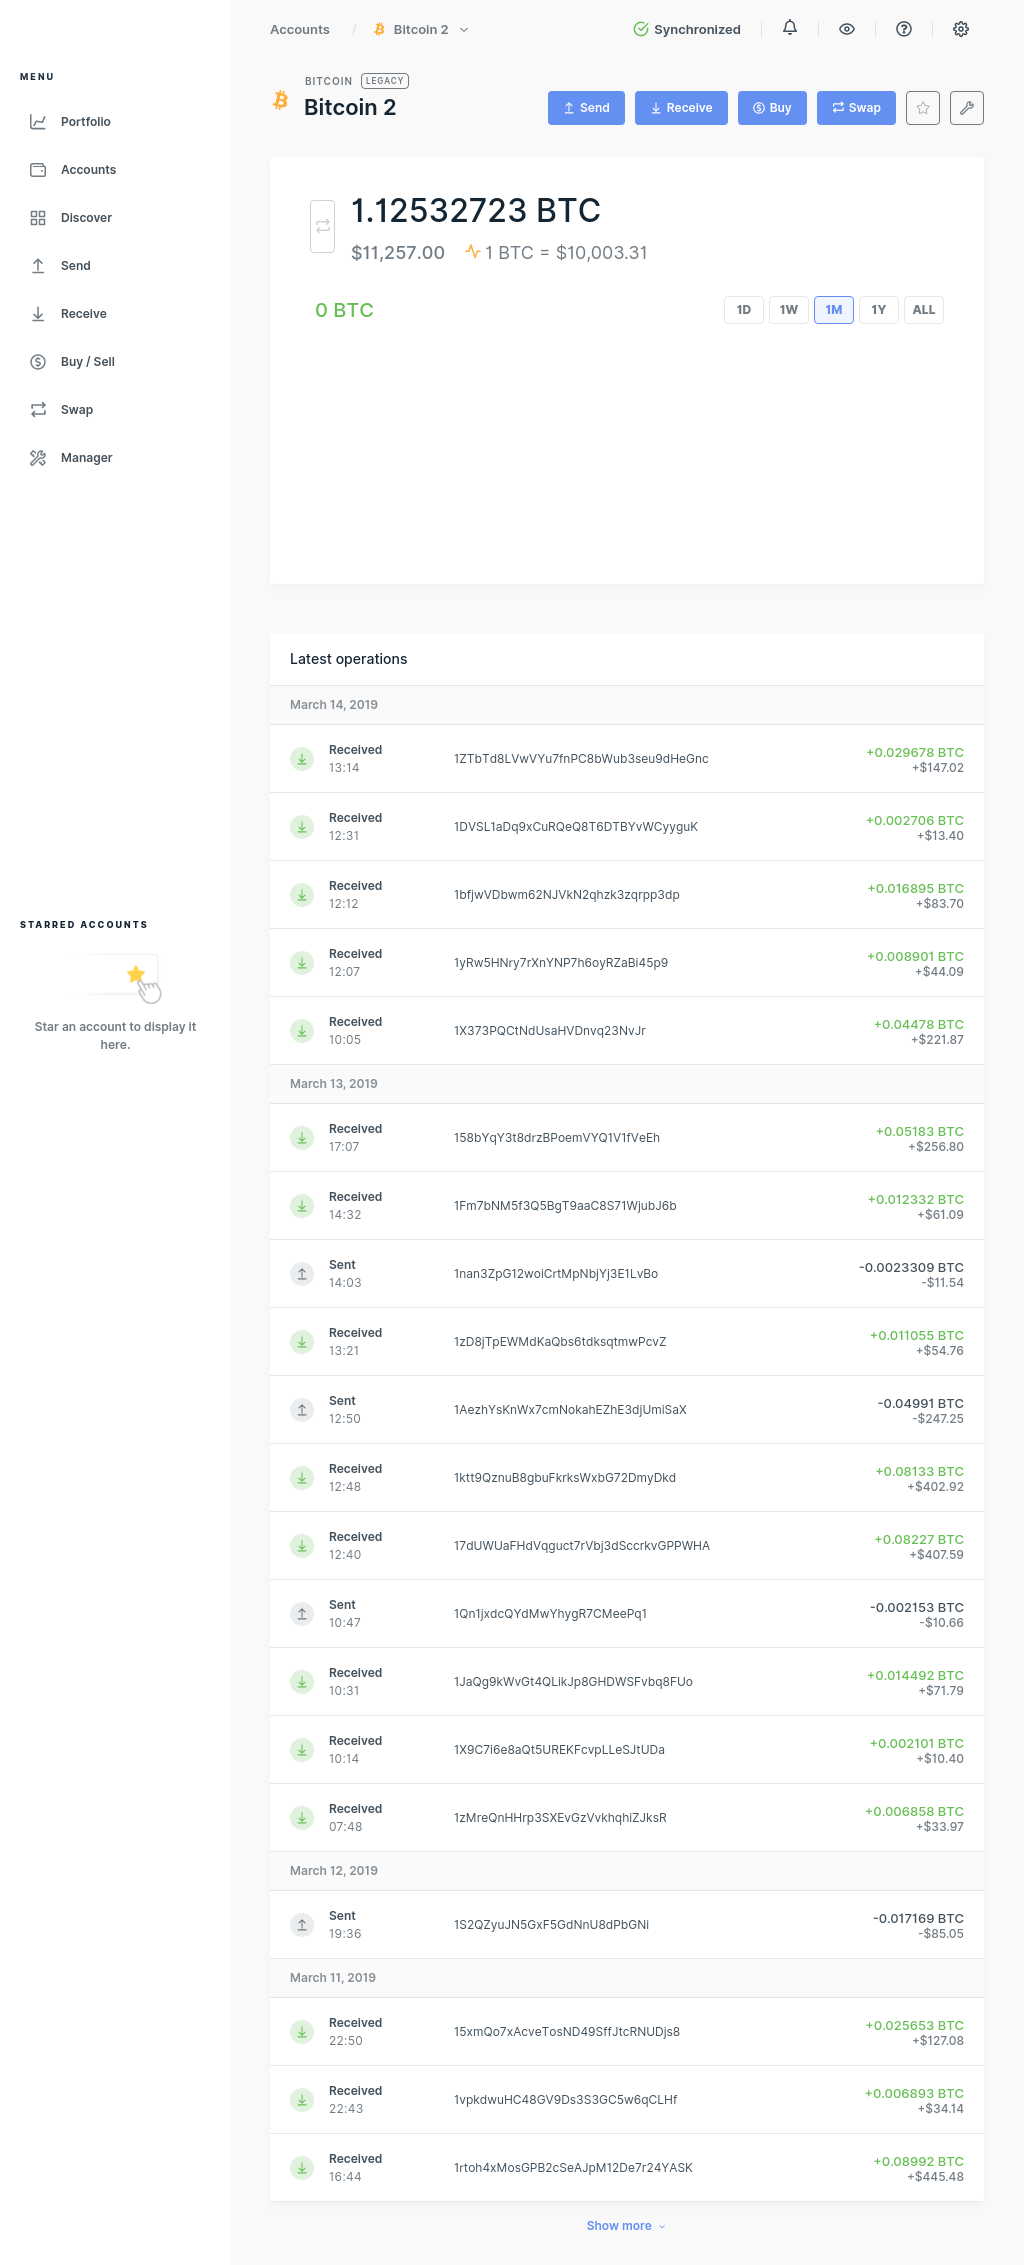 Accounts / Bitcoin 2 Synchronized
MENU
Portfolio
Accounts
Discover
Send
Receive
Buy / Sell
Swap
Manager
STARRED ACCOUNTS
Star an account to display it
here.
BITCOIN LEGACY
Bitcoin 2
Send Receive Buy Swap
1.12532723 BTC
$11,257.00 1 BTC = $10,003.31
0 BTC 1D 1W 1M 1Y ALL
Latest operations
March 14, 2019
Received 1ZTbTd8LVwVYu7fnPC8bWub3seu9dHeGnc +0.029678 BTC
13:14 +$147.02
Received 1DVSL1aDq9xCuRQeQ8T6DTBYvWCyyguK +0.002706 BTC
12:31 +$13.40
Received 1bfjwVDbwm62NJVkN2qhzk3zqrpp3dp +0.016895 BTC
12:12 +$83.70
Received 1yRw5HNry7rXnYNP7h6oyRZaBi45p9 +0.008901 BTC
12:07 +$44.09
Received 1X373PQCtNdUsaHVDnvq23NvJr +0.04478 BTC
10:05 +$221.87
March 13, 2019
Received 158bYqY3t8drzBPoemVYQ1V1fVeEh +0.05183 BTC
17:07 +$256.80
Received 1Fm7bNM5f3Q5BgT9aaC8S71WjubJ6b +0.012332 BTC
14:32 +$61.09
Sent 1nan3ZpG12woiCrtMpNbjYj3E1LvBo -0.0023309 BTC
14:03 -$11.54
Received 1zD8jTpEWMdKaQbs6tdksqtmwPcvZ +0.011055 BTC
13:21 +$54.76
Sent 1AezhYsKnWx7cmNokahEZhE3djUmiSaX -0.04991 BTC
12:50 -$247.25
Received 1ktt9QznuB8gbuFkrksWxbG72DmyDkd +0.08133 BTC
12:48 +$402.92
Received 17dUWUaFHdVqguct7rVbj3dSccrkvGPPWHA +0.08227 BTC
12:40 +$407.59
Sent 1Qn1jxdcQYdMwYhygR7CMeePq1 -0.002153 BTC
10:47 -$10.66
Received 1JaQg9kWvGt4QLikJp8GHDWSFvbq8FUo +0.014492 BTC
10:31 +$71.79
Received 1X9C7i6e8aQt5UREKFcvpLLeSJtUDa +0.002101 BTC
10:14 +$10.40
Received 1zMreQnHHrp3SXEvGzVvkhqhiZJksR +0.006858 BTC
07:48 +$33.97
March 12, 2019
Sent 1S2QZyuJN5GxF5GdNnU8dPbGNi -0.017169 BTC
19:36 -$85.05
March 11, 2019
Received 15xmQo7xAcveTosND49SffJtcRNUDjs8 +0.025653 BTC
22:50 +$127.08
Received 1vpkdwuHC48GV9Ds3S3GC5w6qCLHf +0.006893 BTC
22:43 +$34.14
Received 1rtoh4xMosGPB2cSeAJpM12De7r24YASK +0.08992 BTC
16:44 +$445.48
Show more